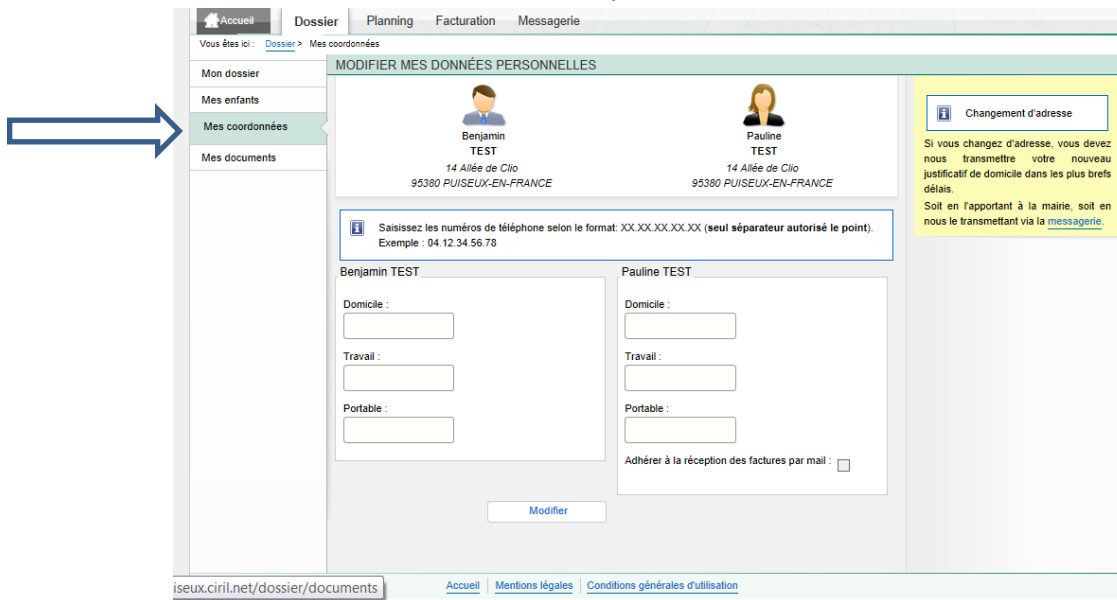 Accueil Dossier Planning Facturation Messagerie
Vous êtes ici : Dossier > Mes coordonnées
Mon dossier
Mes enfants
Mes coordonnées
Mes documents
MODIFIER MES DONNÉES PERSONNELLES
Benjamin
TEST
14 Allée de Clio
95380 PUISEUX-EN-FRANCE
Pauline
TEST
14 Allée de Clio
95380 PUISEUX-EN-FRANCE
Saisissez les numéros de téléphone selon le format: XX.XX.XX.XX.XX (seul séparateur autorisé le point).
Exemple : 04.12.34.56.78
Benjamin TEST
Domicile :
Travail :
Portable :
Pauline TEST
Domicile :
Travail :
Portable :
Adhérer à la réception des factures par mail :
Modifier
Changement d'adresse
Si vous changez d'adresse, vous devez
nous transmettre votre nouveau
justificatif de domicile dans les plus brefs
délais.
Soit en l'apportant à la mairie, soit en
nous le transmettant via la messagerie.
iseux.ciril.net/dossier/documents
Accueil Mentions légales Conditions générales d'utilisation